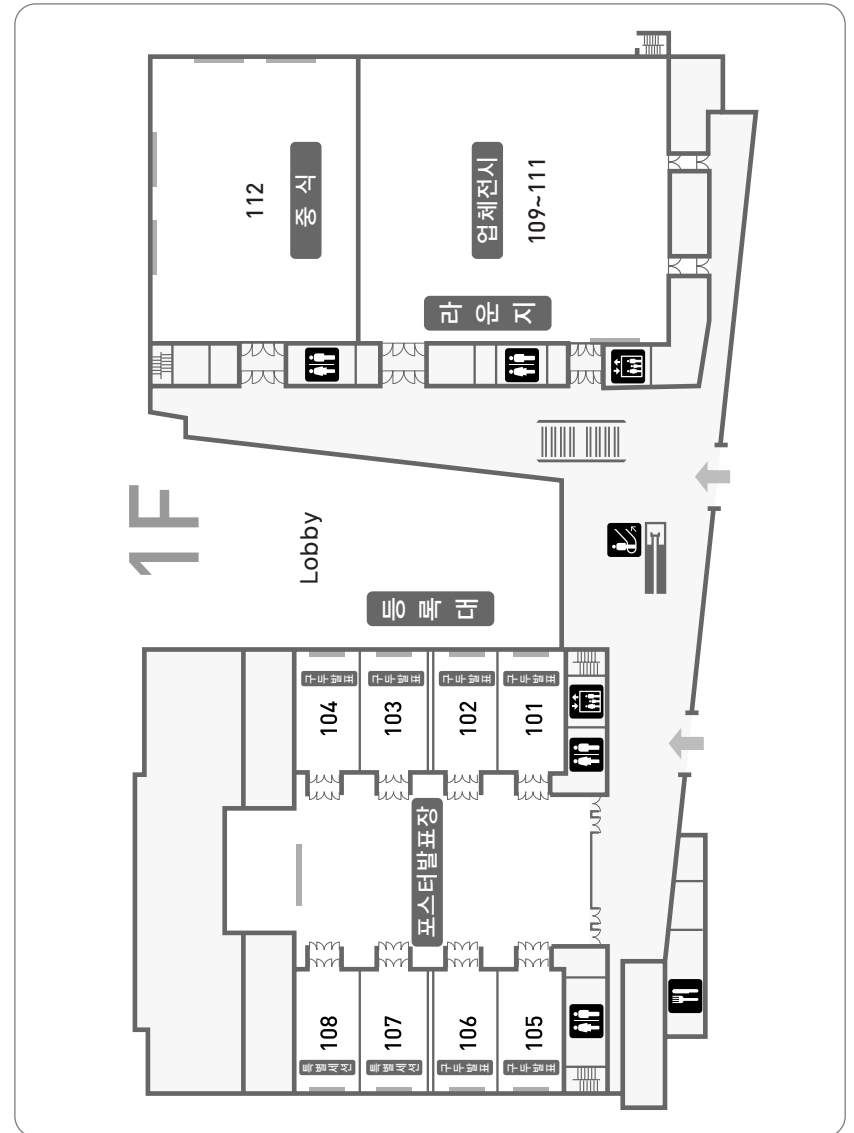 1F
Lobby
등 록 대
112
중 식
업체전시
109~111
라 운 지
104
구두발표
103
구두발표
102
구두발표
101
구두발표
포스터발표장
108
특별세션
107
특별세션
106
구두발표
105
구두발표